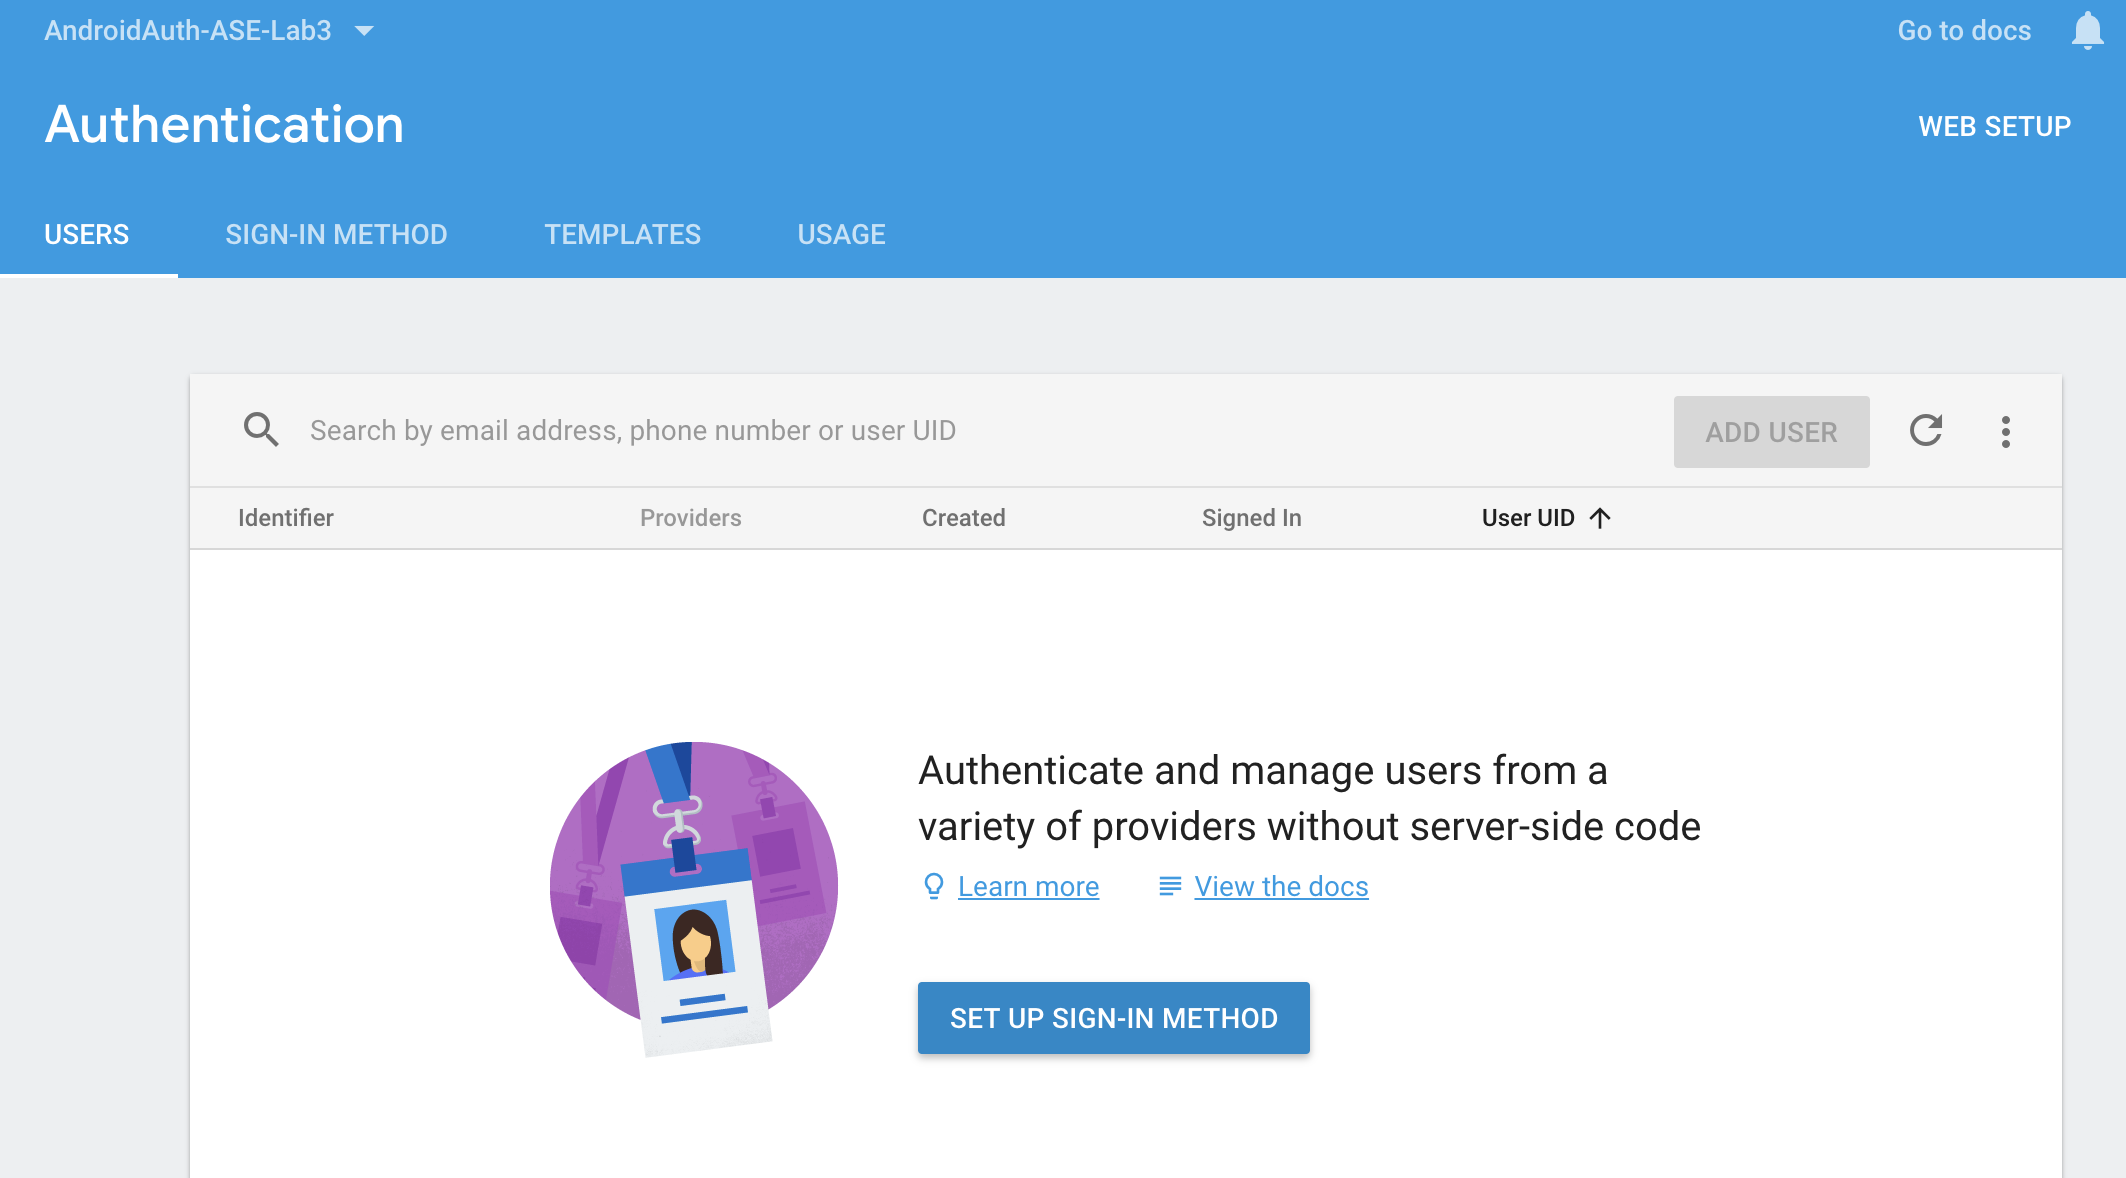 AndroidAuth-ASE-Lab3
Go to docs
Authentication
WEB SETUP
USERS
SIGN-IN METHOD
TEMPLATES
USAGE
Search by email address, phone number or user UID
ADD USER
Identifier
Providers
Created
Signed In
User UID
Authenticate and manage users from a
variety of providers without server-side code
Learn more
View the docs
SET UP SIGN-IN METHOD